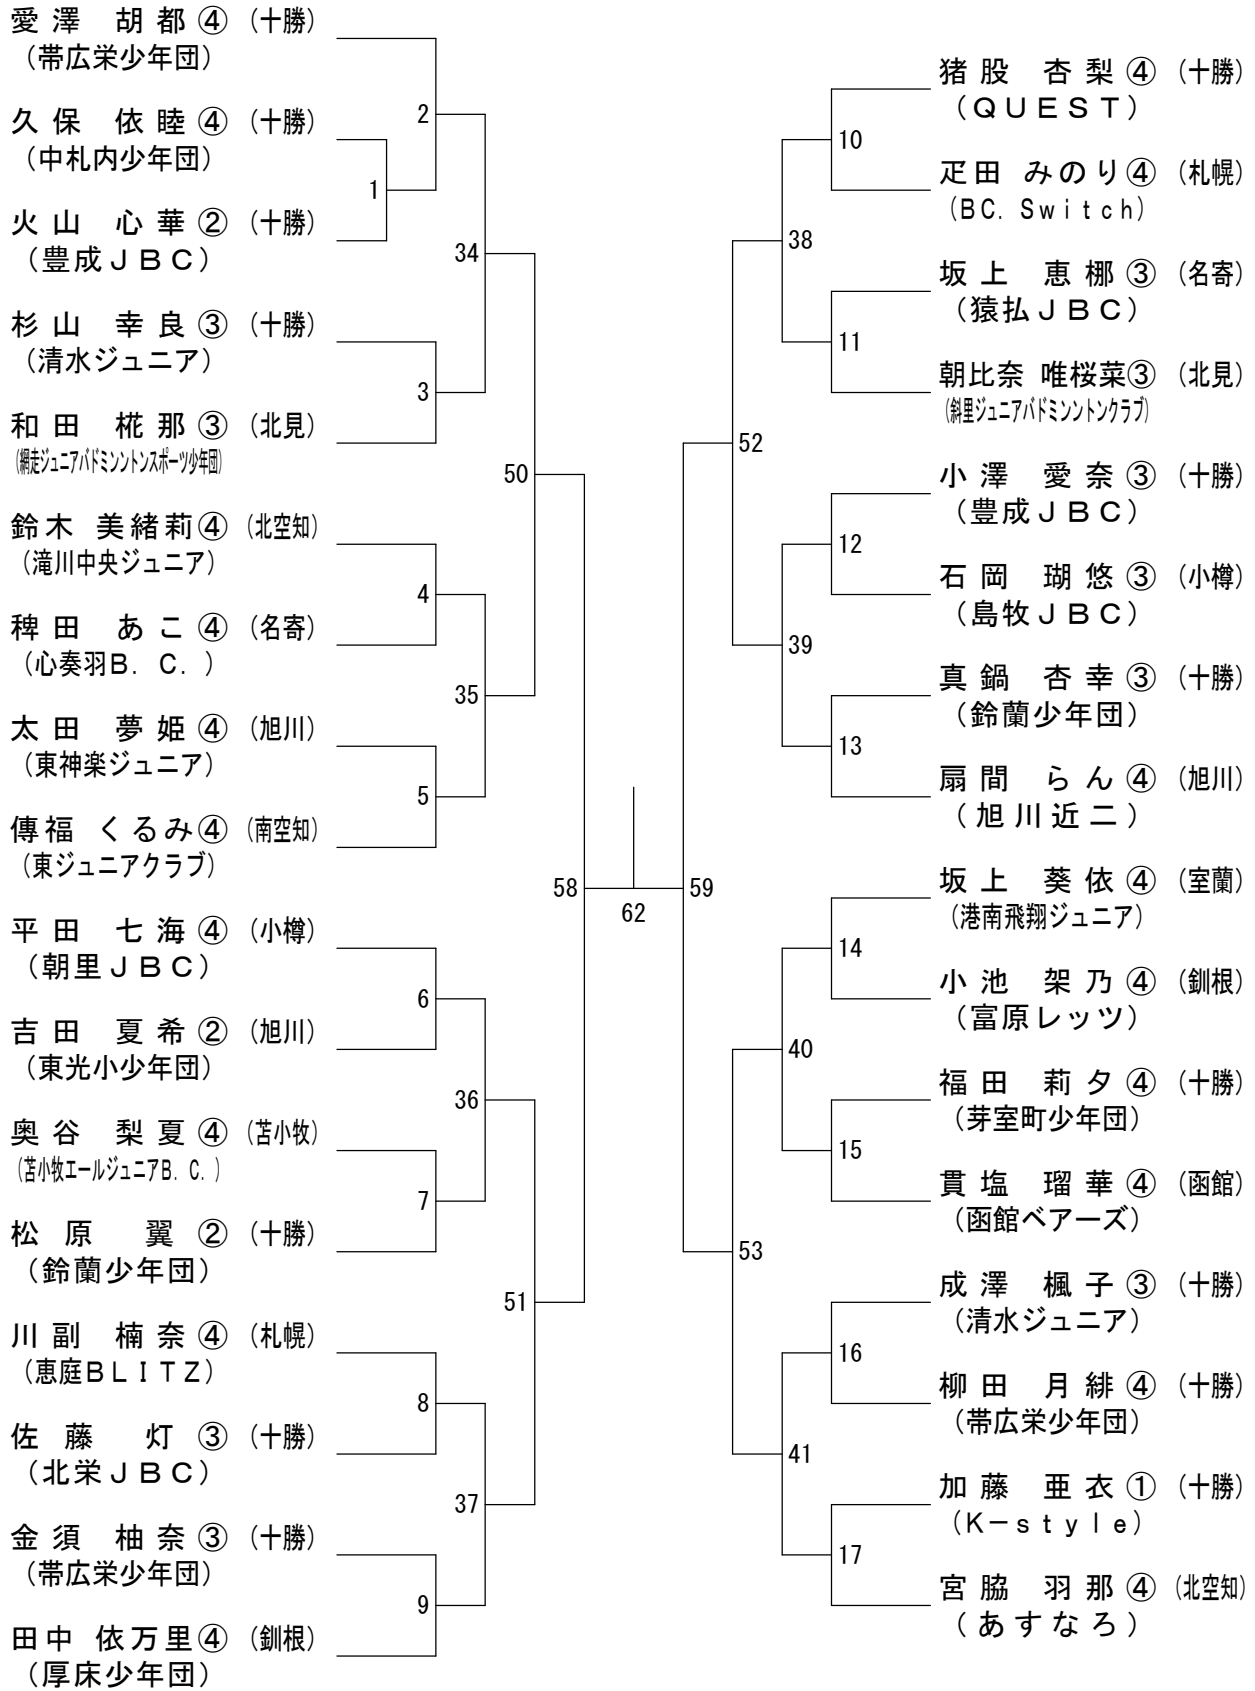 愛澤 胡都④ (十勝)
(帯広栄少年団)
久保 依睦④ (十勝)
(中札内少年団)
火山 心華② (十勝)
(豊成JBC)
杉山 幸良③ (十勝)
(清水ジュニア)
和田 椛那③ (北見)
(網走ジュニアバドミンントンスポーツ少年団)
鈴木 美緒莉④ (北空知)
(滝川中央ジュニア)
稗田 あこ④ (名寄)
(心奏羽B. C. )
太田 夢姫④ (旭川)
(東神楽ジュニア)
傳福 くるみ④ (南空知)
(東ジュニアクラブ)
平田 七海④ (小樽)
(朝里JBC)
吉田 夏希② (旭川)
(東光小少年団)
奥谷 梨夏④ (苫小牧)
(苫小牧エールジュニアB. C. )
松原 翼② (十勝)
(鈴蘭少年団)
川副 楠奈④ (札幌)
(恵庭BLITZ)
佐藤 灯③ (十勝)
(北栄JBC)
金須 柚奈③ (十勝)
(帯広栄少年団)
田中 依万里④ (釧根)
(厚床少年団)
1
2
3
4
5
6
7
8
9
34
35
36
37
50
51
58
62
59
52
53
38
39
40
41
10
11
12
13
14
15
16
17
猪股 杏梨④ (十勝)
(QUEST)
疋田 みのり④ (札幌)
(BC. Switch)
坂上 恵梛③ (名寄)
(猿払JBC)
朝比奈 唯桜菜③ (北見)
(斜里ジュニアバドミンントンクラブ)
小澤 愛奈③ (十勝)
(豊成JBC)
石岡 瑚悠③ (小樽)
(島牧JBC)
真鍋 杏幸③ (十勝)
(鈴蘭少年団)
扇間 らん④ (旭川)
(旭川近二)
坂上 葵依④ (室蘭)
(港南飛翔ジュニア)
小池 架乃④ (釧根)
(富原レッツ)
福田 莉夕④ (十勝)
(芽室町少年団)
貫塩 瑠華④ (函館)
(函館ベアーズ)
成澤 楓子③ (十勝)
(清水ジュニア)
柳田 月緋④ (十勝)
(帯広栄少年団)
加藤 亜衣① (十勝)
(K－style)
宮脇 羽那④ (北空知)
(あすなろ)